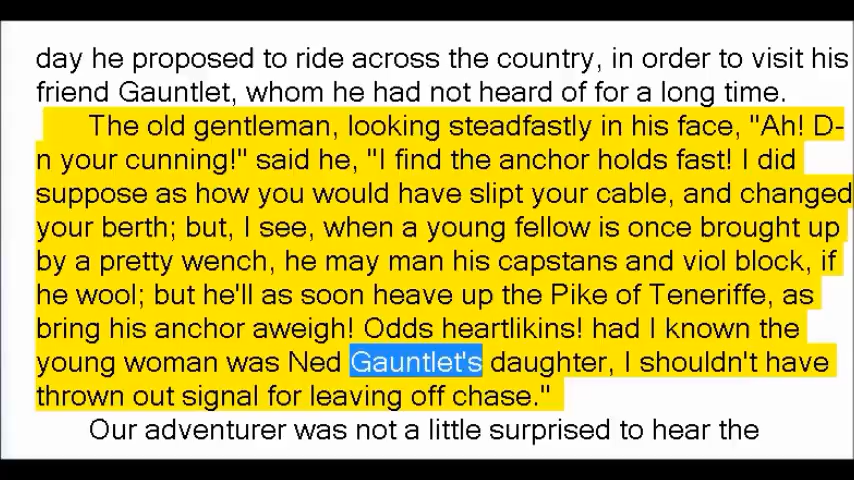 day he proposed to ride across the country, in order to visit his
friend Gauntlet, whom he had not heard of for a long time.
The old gentleman, looking steadfastly in his face, "Ah! D-
n your cunning!" said he, "I find the anchor holds fast! I did
suppose as how you would have slipt your cable, and changed
your berth; but, I see, when a young fellow is once brought up
by a pretty wench, he may man his capstans and viol block, if
he wool; but he'll as soon heave up the Pike of Teneriffe, as
bring his anchor aweigh! Odds heartlikins! had I known the
young woman was Ned Gauntlet's daughter, I shouldn't have
thrown out signal for leaving off chase."
Our adventurer was not a little surprised to hear the